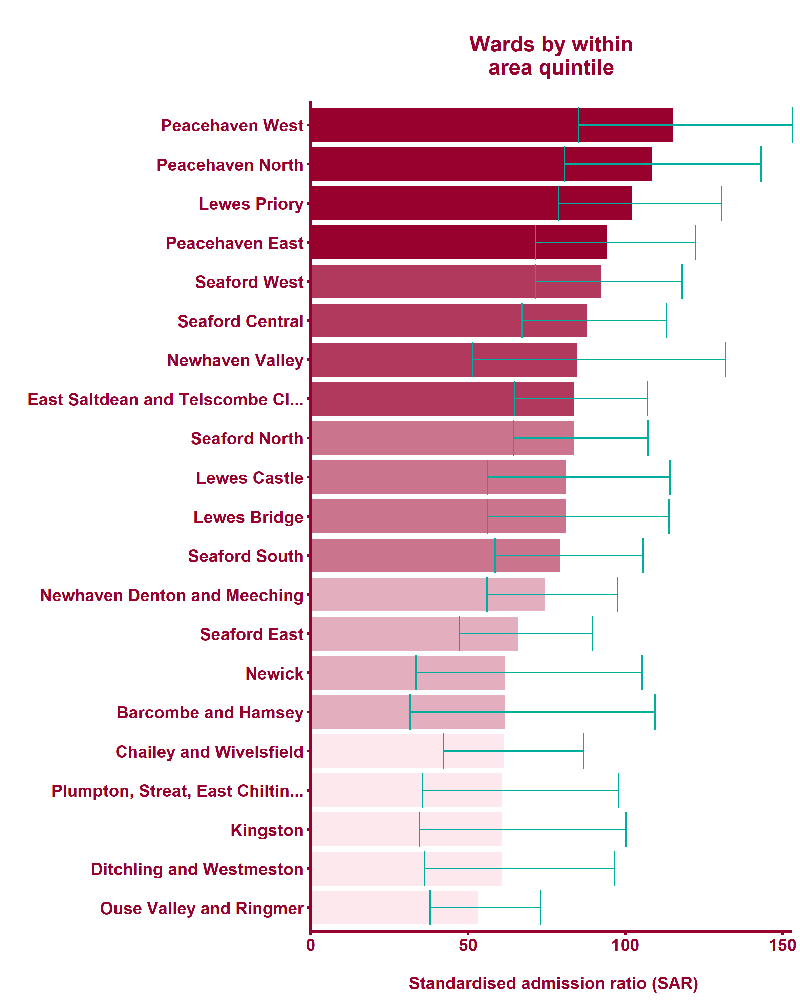 Wards by within
area quintile
Peacehaven West
Peacehaven North
Lewes Priory
Peacehaven East
Seaford West
Seaford Central
Newhaven Valley
East Saltdean and Telscombe Cl...
Seaford North
Lewes Castle
Lewes Bridge
Seaford South
Newhaven Denton and Meeching
Seaford East
Newick
Barcombe and Hamsey
Chailey and Wivelsfield
Plumpton, Streat, East Chiltin...
Kingston
Ditchling and Westmeston
Ouse Valley and Ringmer
0 50 100 150
Standardised admission ratio (SAR)